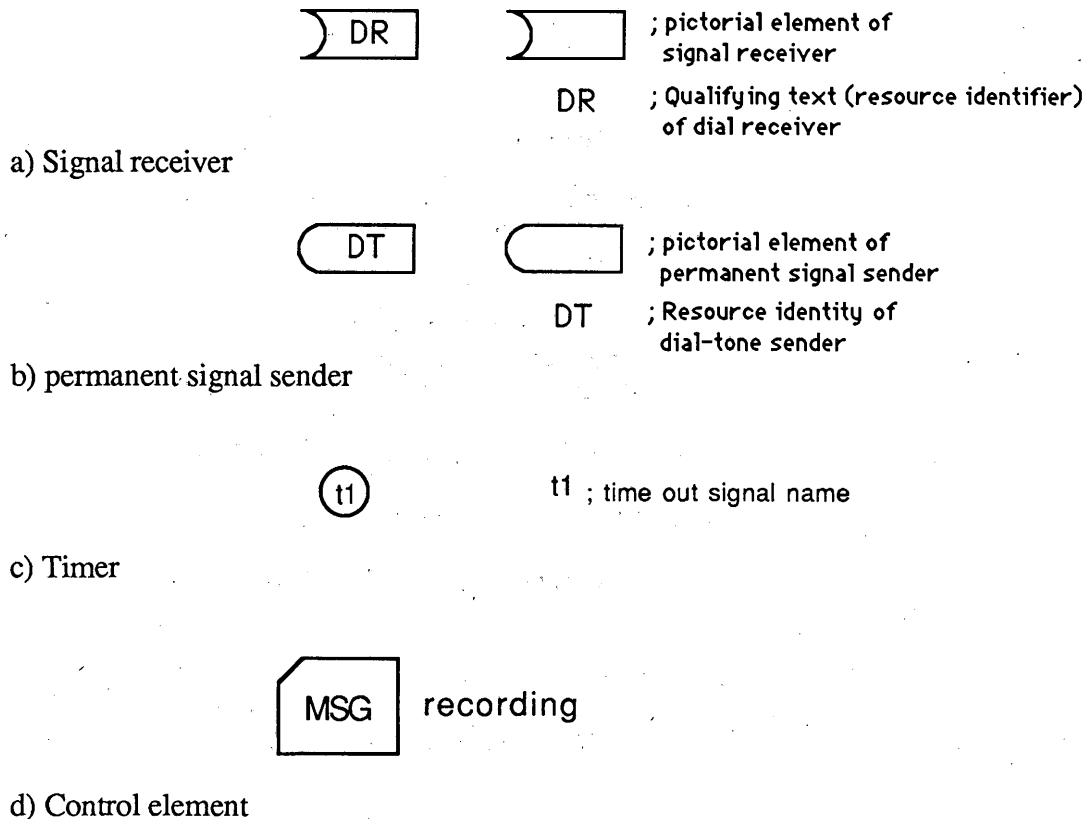 DR ; pictorial element of
signal receiver
DR ; Qualifying text (resource identifier)
of dial receiver
a) Signal receiver
DT ; pictorial element of
permanent signal sender
DT ; Resource identity of
dial-tone sender
b) permanent signal sender
t1 t1 ; time out signal name
c) Timer
MSG recording
d) Control element